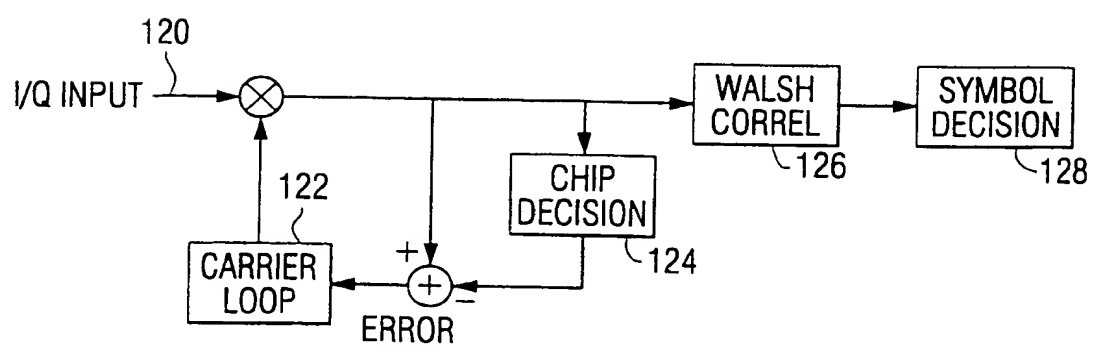 120
I/Q INPUT
WALSH
CORREL
126
SYMBOL
DECISION
128
CHIP
DECISION
124
122
CARRIER
LOOP
+
+
−
ERROR